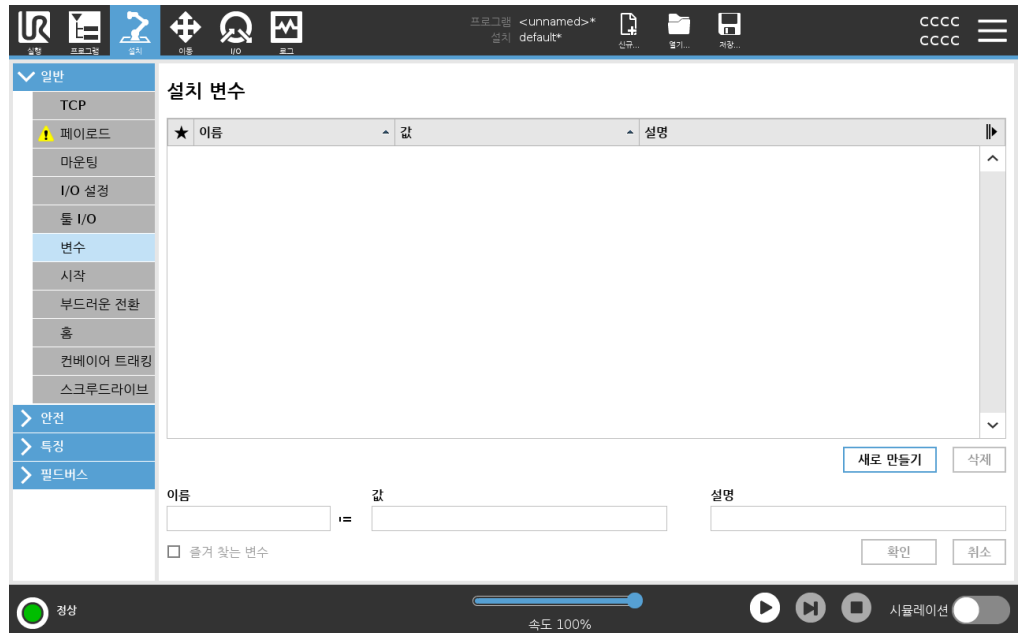 실행
프로그램
설치
이동
I/O
로그
프로그램 <unnamed>*
설치 default*
신규...
열기...
저장...
CCCC
CCCC
일반
TCP
페이로드
마운팅
I/O 설정
툴 I/O
변수
시작
부드러운 전환
홈
컨베이어 트래킹
스크루드라이브
안전
특징
필드버스
설치 변수
★ 이름 값 설명
새로 만들기 삭제
이름 값 설명
:=
즐겨 찾는 변수
확인 취소
정상
속도 100%
시뮬레이션